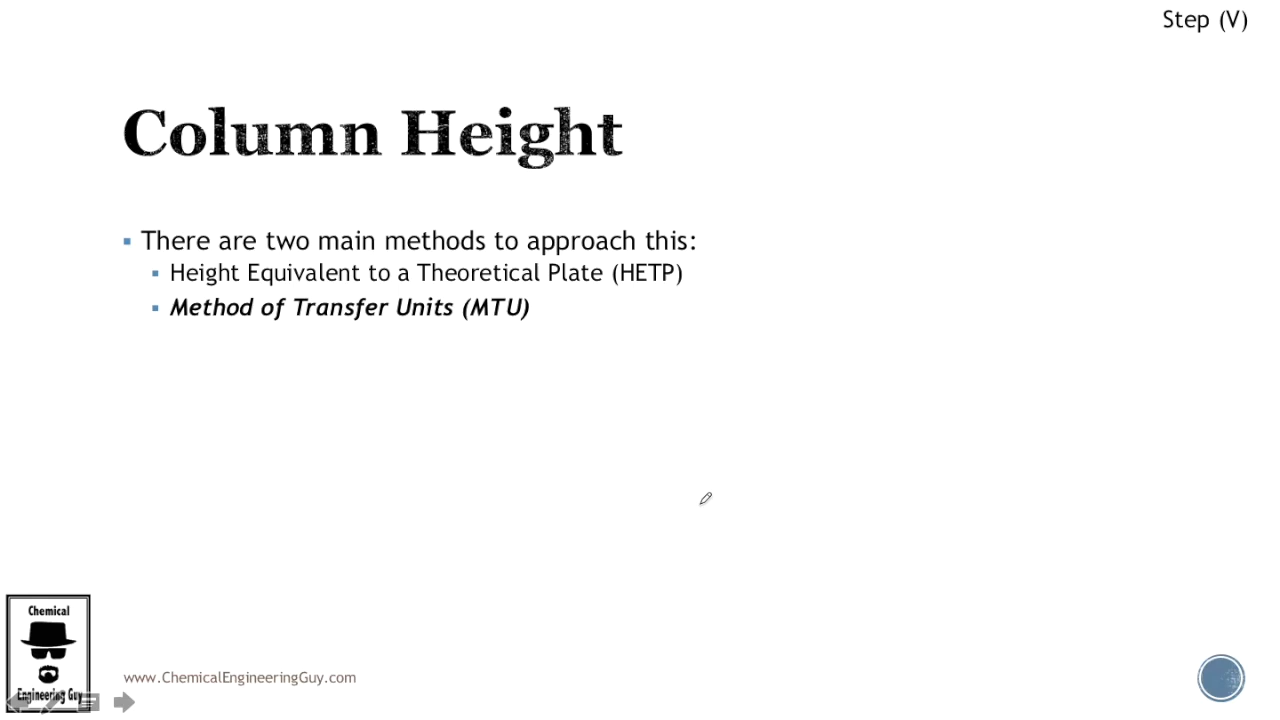 Step (V)
Column Height
There are two main methods to approach this:
Height Equivalent to a Theoretical Plate (HETP)
Method of Transfer Units (MTU)
Chemical
Engineering Guy
www.ChemicalEngineeringGuy.com